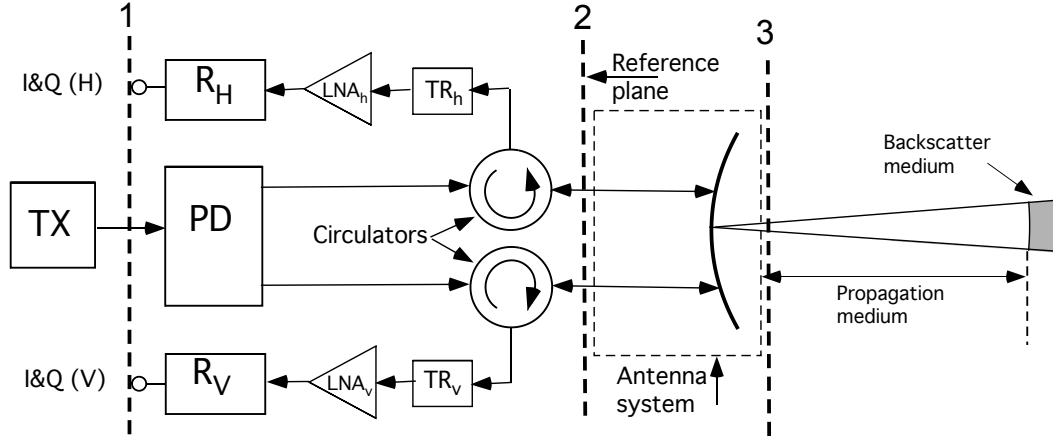 1
2
3
I&Q (H)
R_H
LNA_h
TR_h
Reference
plane
Backscatter
medium
TX
PD
Circulators
Propagation
medium
I&Q (V)
R_V
LNA_v
TR_v
Antenna
system